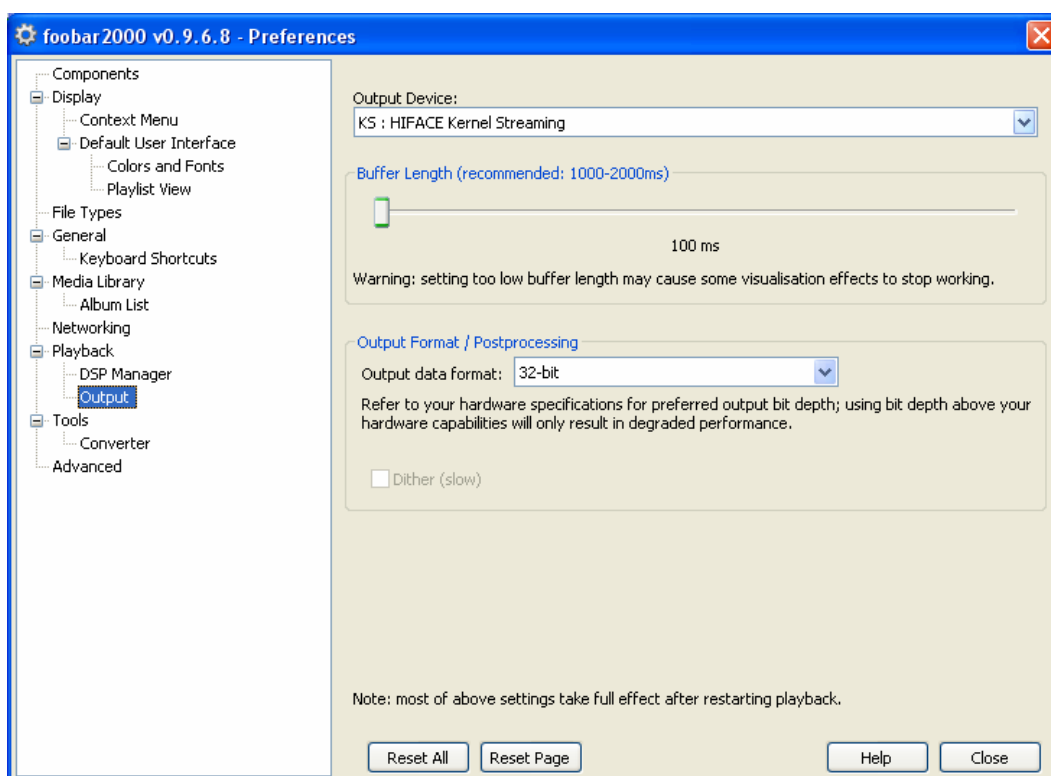 foobar2000 v0.9.6.8 - Preferences
Components
Display
Context Menu
Default User Interface
Colors and Fonts
Playlist View
File Types
General
Keyboard Shortcuts
Media Library
Album List
Networking
Playback
DSP Manager
Output
Tools
Converter
Advanced
Output Device:
KS : HIFACE Kernel Streaming
Buffer Length (recommended: 1000-2000ms)
100 ms
Warning: setting too low buffer length may cause some visualisation effects to stop working.
Output Format / Postprocessing
Output data format: 32-bit
Refer to your hardware specifications for preferred output bit depth; using bit depth above your
hardware capabilities will only result in degraded performance.
Dither (slow)
Note: most of above settings take full effect after restarting playback.
Reset All Reset Page Help Close